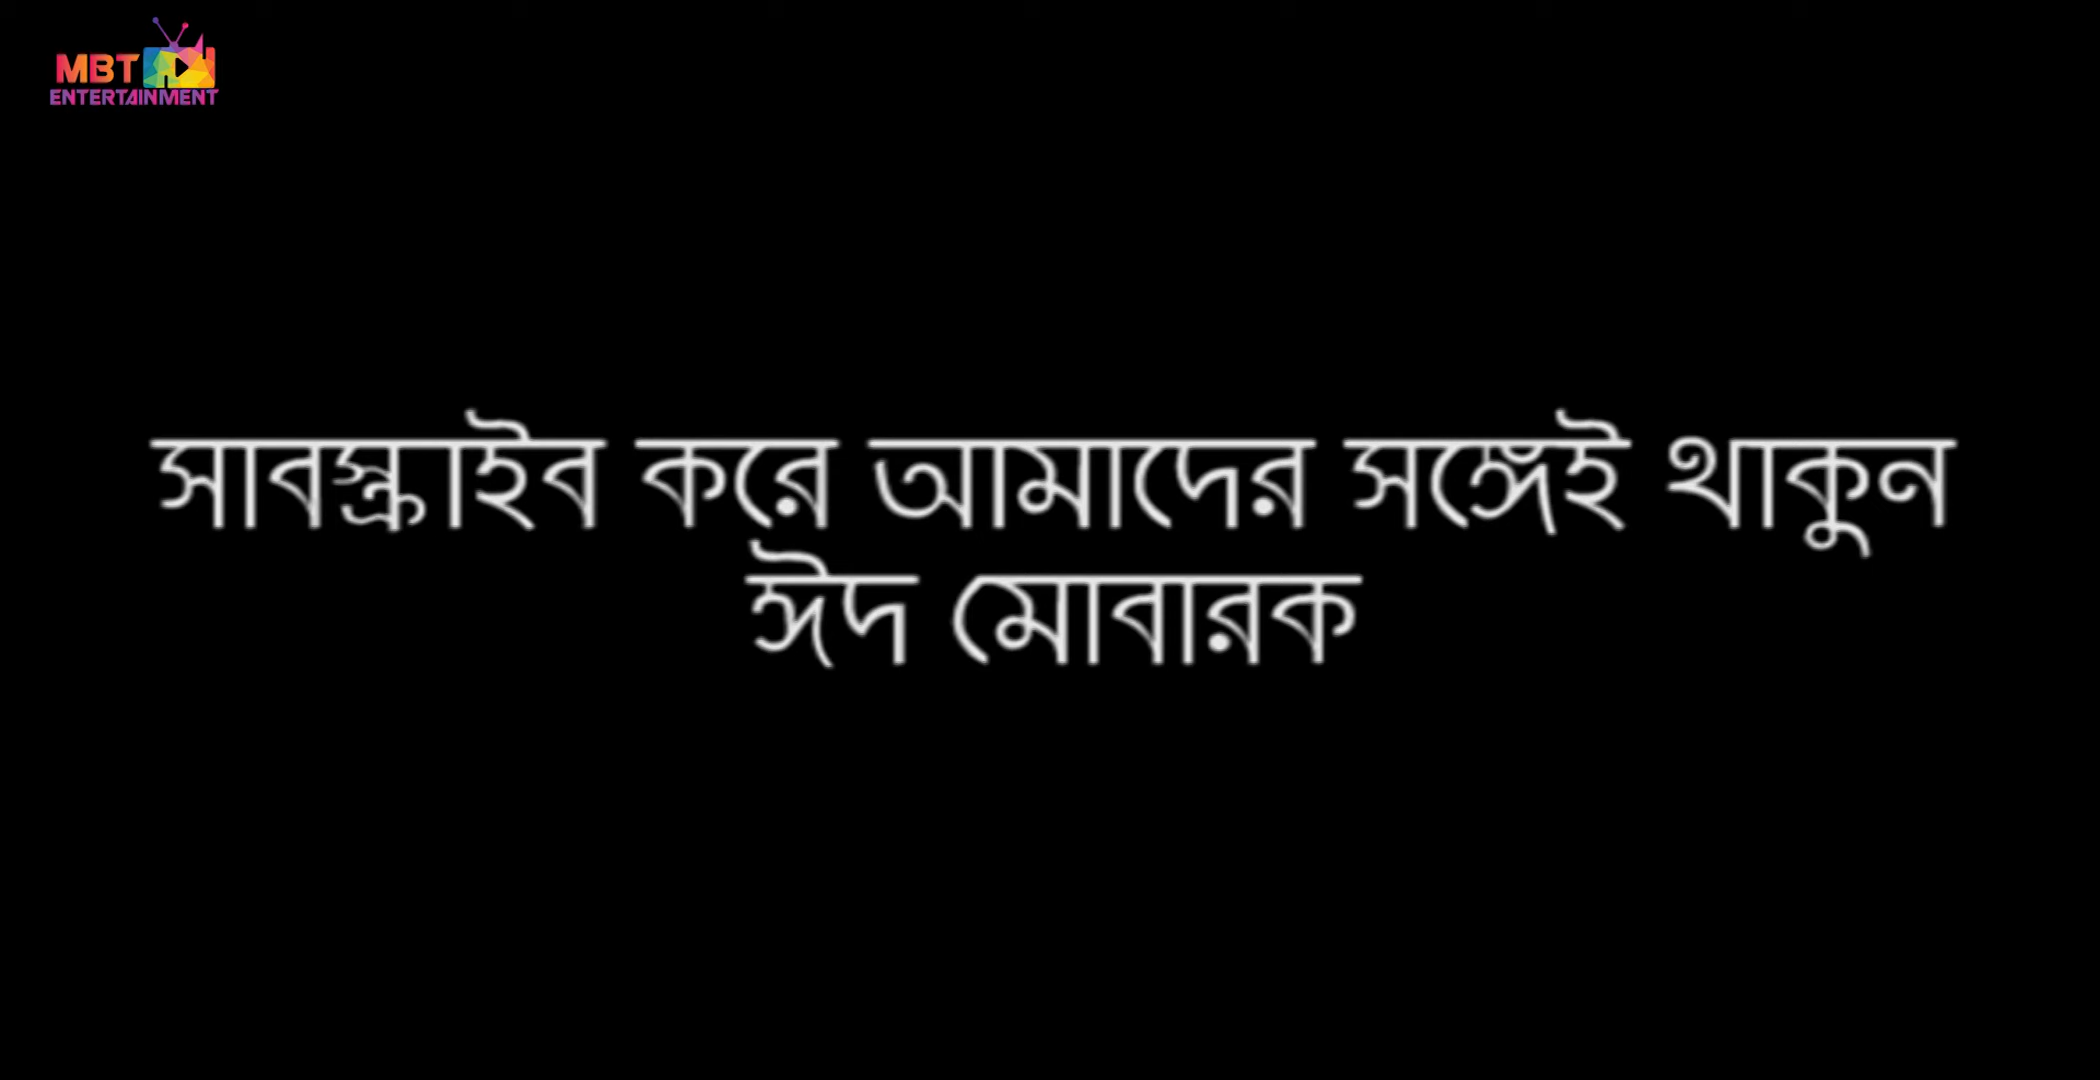 MBT
ENTERTAINMENT
সাবস্ক্রাইব করে আমাদের সঙ্গেই থাকুন
ঈদ মোবারক